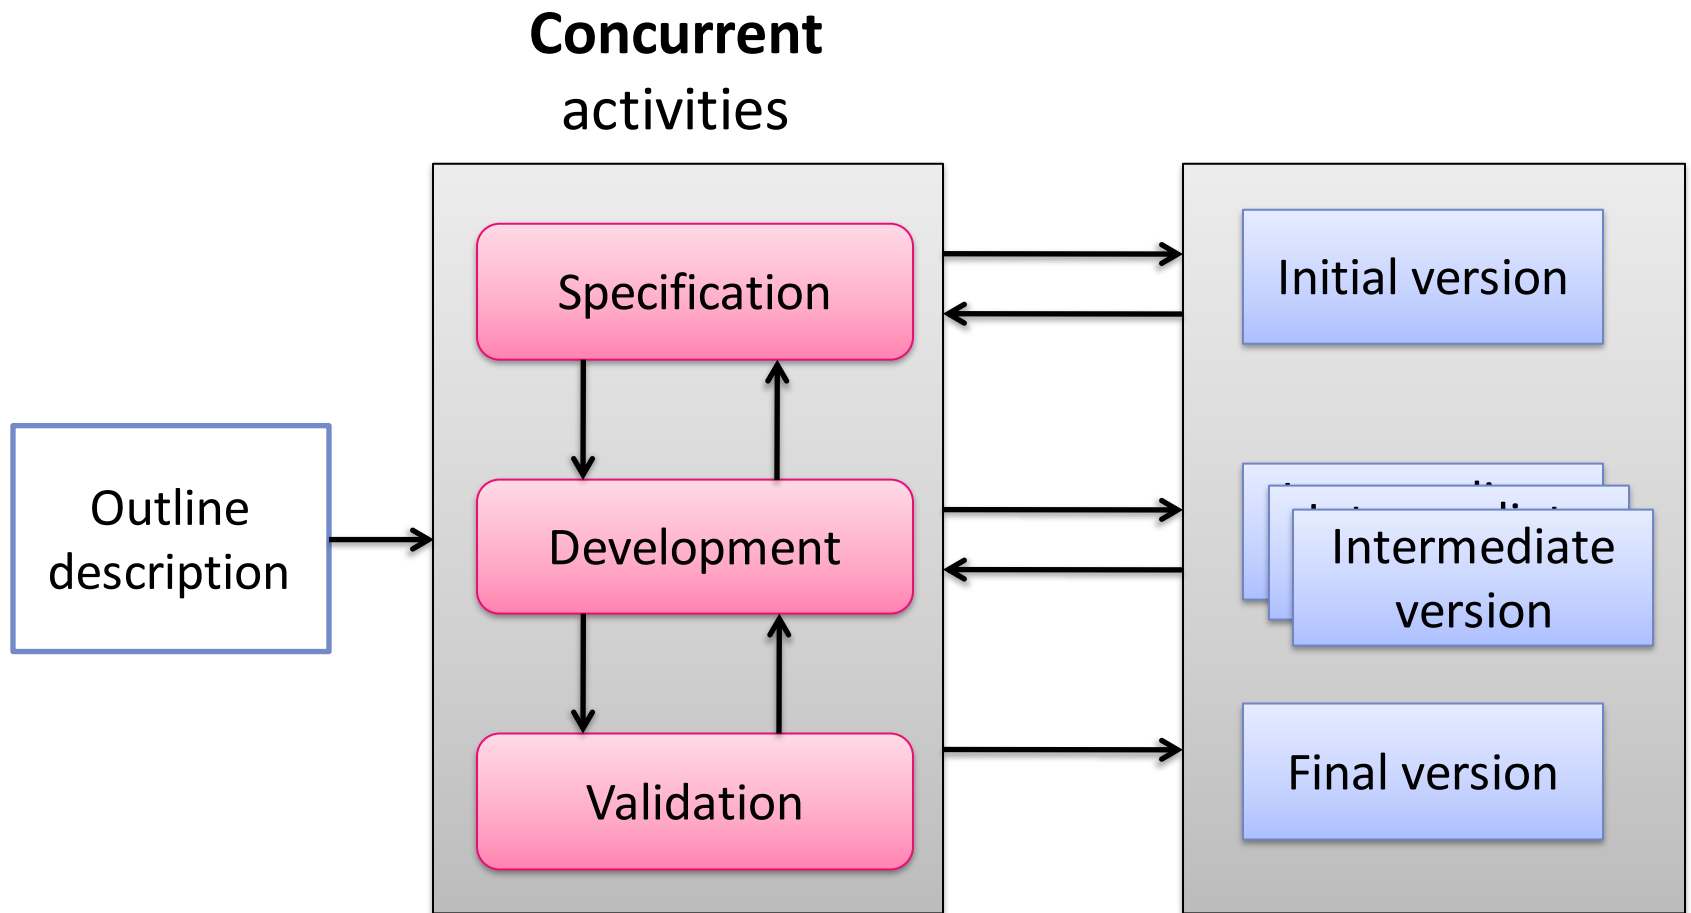 Concurrent
activities
Specification
Initial version
Outline
description
Development
Intermediate
version
Validation
Final version